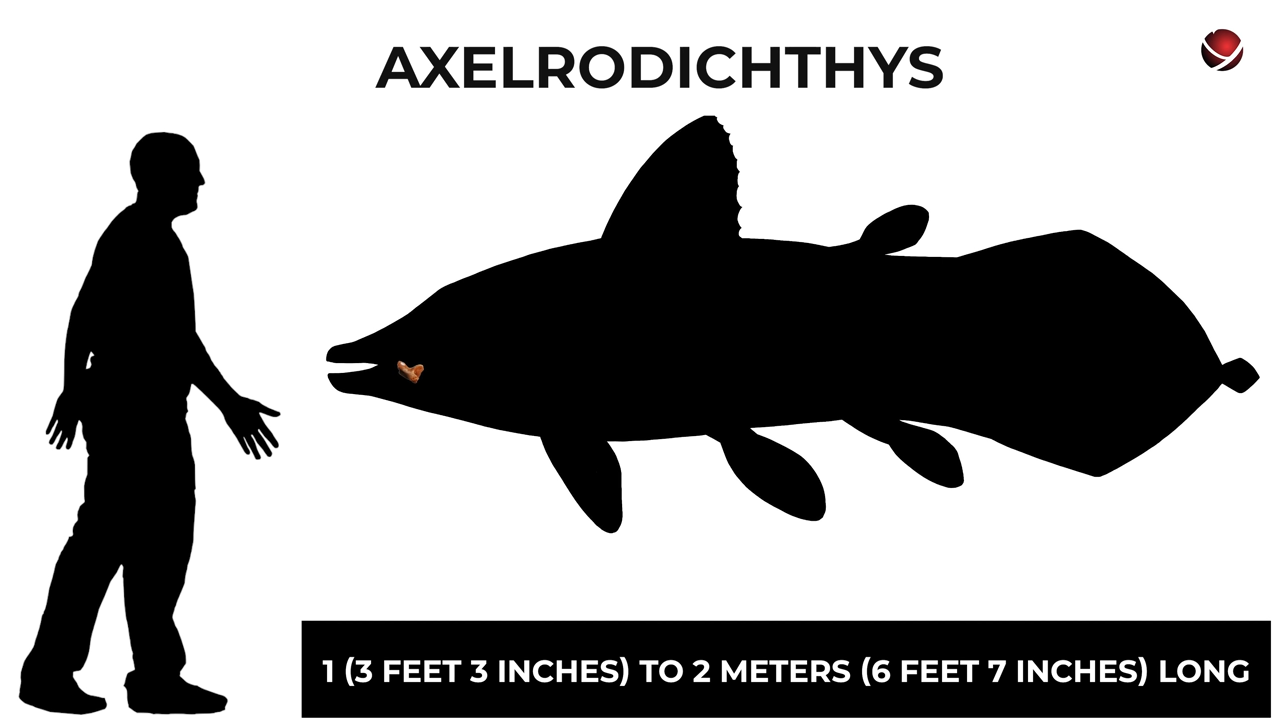 AXELRODICHTHYS
1 (3 FEET 3 INCHES) TO 2 METERS (6 FEET 7 INCHES) LONG